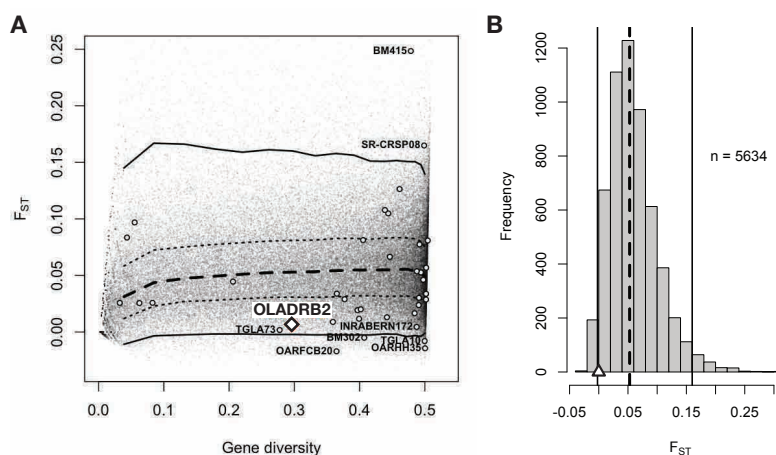 A
B
0.25
0.20
0.15
0.10
0.05
0.00
F_ST
BM415
SR-CRSP08
OLADRB2
TGLA73
INRABERN172
BM302
TGLA10
OARFCB20
OARHH35
0.0 0.1 0.2 0.3 0.4 0.5
Gene diversity
1200
1000
800
600
400
200
0
Frequency
n = 5634
-0.05 0.05 0.15 0.25
F_ST